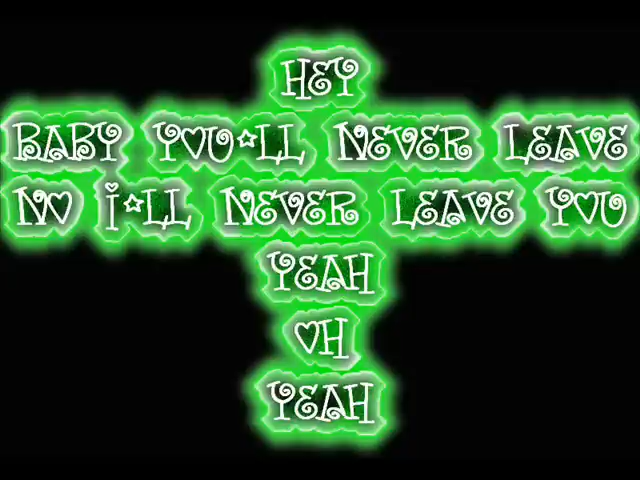 HEY
BABY YOU'LL NEVER LEAVE
NO I'LL NEVER LEAVE YOU
YEAH
OH
YEAH